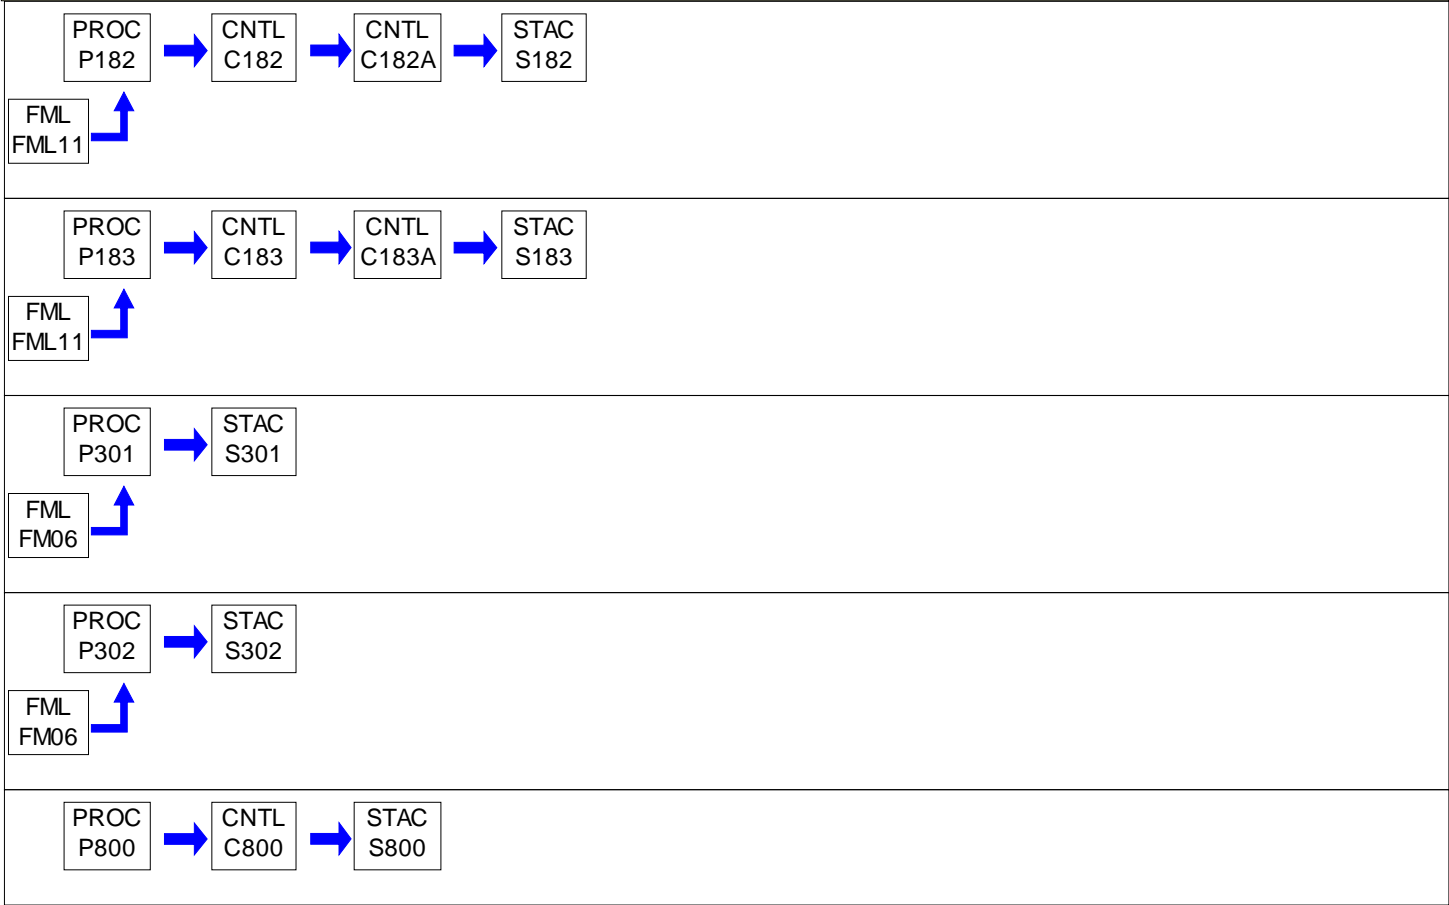 PROC
P182
CNTL
C182
CNTL
C182A
STAC
S182
FML
FML11
PROC
P183
CNTL
C183
CNTL
C183A
STAC
S183
FML
FML11
PROC
P301
STAC
S301
FML
FM06
PROC
P302
STAC
S302
FML
FM06
PROC
P800
CNTL
C800
STAC
S800